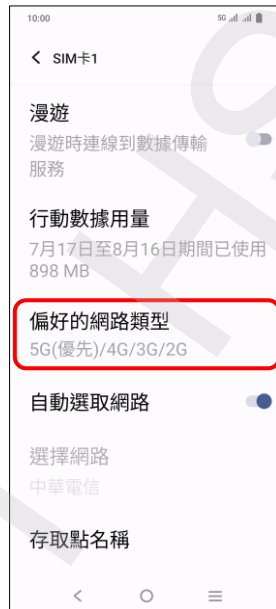 10:00
5G
SIM卡1
漫遊
漫遊時連線到數據傳輸
服務
行動數據用量
7月17日至8月16日期間已使用
898 MB
偏好的網路類型
5G(優先)/4G/3G/2G
自動選取網路
選擇網路
中華電信
存取點名稱